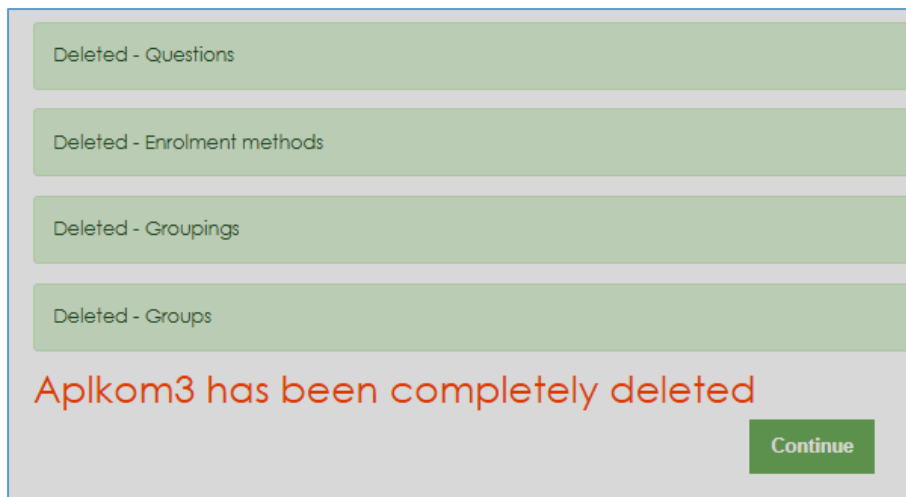 Deleted - Questions
Deleted - Enrolment methods
Deleted - Groupings
Deleted - Groups
Aplkom3 has been completely deleted
Continue